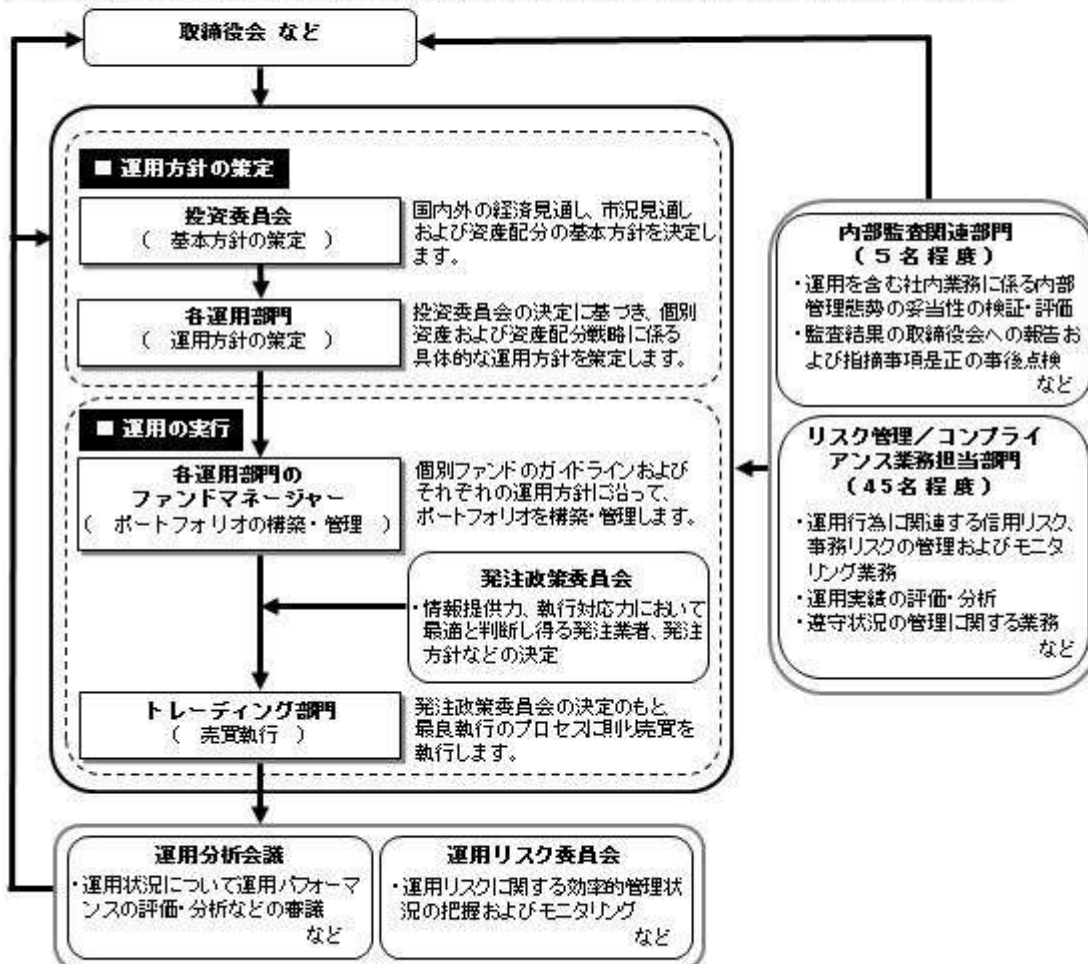 取締役会 など
■ 運用方針の策定
投資委員会
( 基本方針の策定 )
国内外の経済見通し、市況見通し
および資産配分の基本方針を決定し
ます。
各運用部門
( 運用方針の策定 )
投資委員会の決定に基づき、個別
資産および資産配分戦略に係る
具体的な運用方針を策定します。
■ 運用の実行
各運用部門の
ファンドマネージャー
( ポートフォリオの構築・管理 )
個別ファンドのガイドラインおよび
それぞれの運用方針に沿って、
ポートフォリオを構築・管理します。
発注政策委員会
・情報提供力、執行対応力において
最適と判断し得る発注業者、発注
方針などの決定
トレーディング部門
( 売買執行 )
発注政策委員会の決定のもと
最良執行のプロセスに則り売買を
執行します。
運用分析会議
・運用状況について運用パフォーマ
ンスの評価・分析などの審議
など
運用リスク委員会
・運用リスクに関する効率的管理状
況の把握およびモニタリング
など
内部監査関連部門
(5名程度)
・運用を含む社内業務に係る内部
管理態勢の妥当性の検証・評価
・監査結果の取締役会への報告お
よび指摘事項是正の事後点検
など
リスク管理/コンプライ
アンス業務担当部門
(45名程度)
・運用行為に関連する信用リスク、
事務リスクの管理およびモニタ
リング業務
・運用実績の評価・分析
・遵守状況の管理に関する業務
など